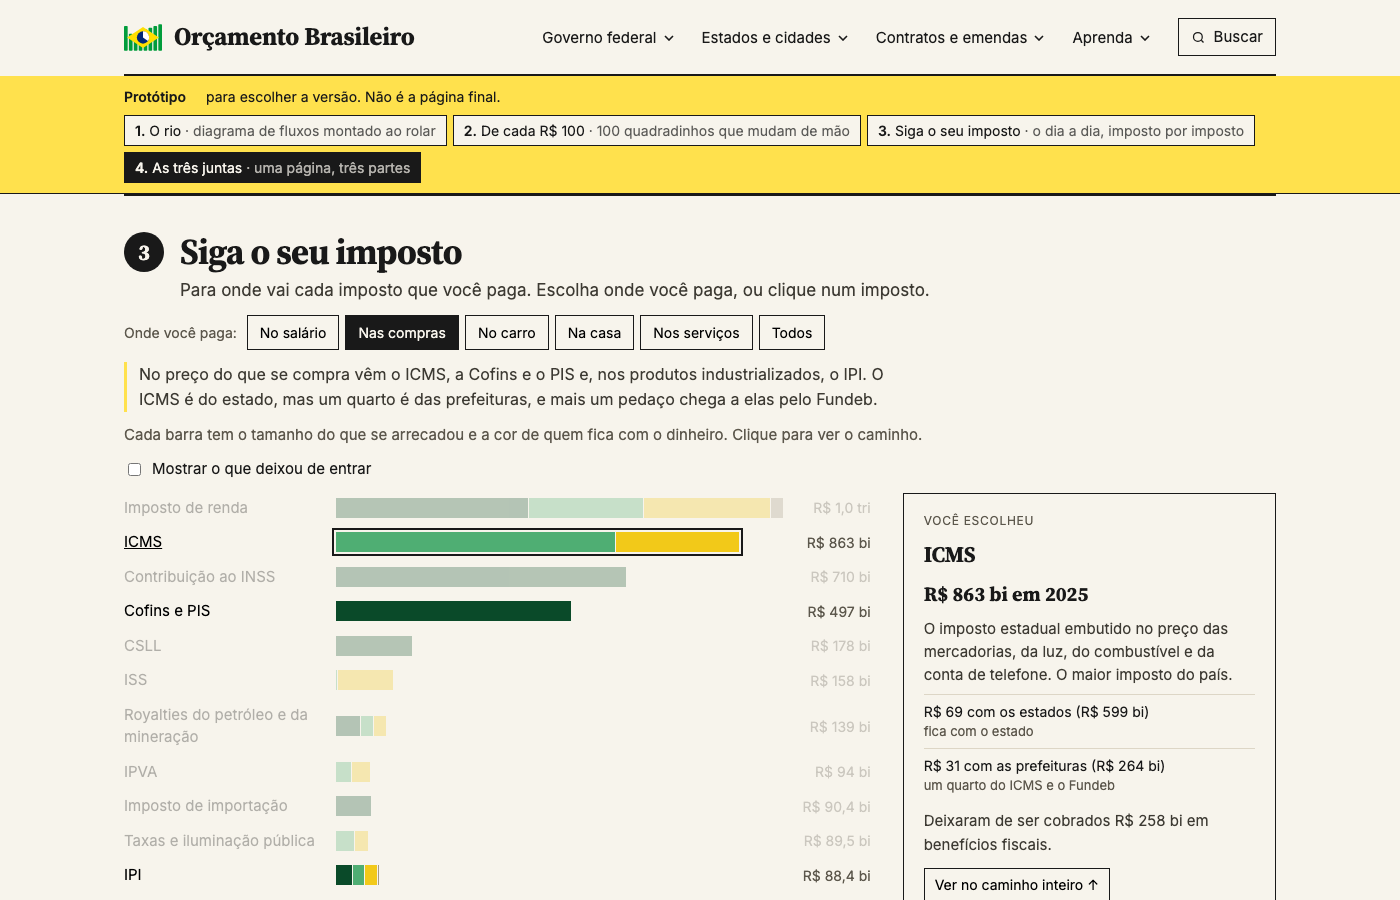 Orçamento Brasileiro
Governo federal
Estados e cidades
Contratos e emendas
Aprenda
Buscar
Protótipo para escolher a versão. Não é a página final.
1. O rio · diagrama de fluxos montado ao rolar
2. De cada R$ 100 · 100 quadradinhos que mudam de mão
3. Siga o seu imposto · o dia a dia, imposto por imposto
4. As três juntas · uma página, três partes
3 Siga o seu imposto
Para onde vai cada imposto que você paga. Escolha onde você paga, ou clique num imposto.
Onde você paga: No salário Nas compras No carro Na casa Nos serviços Todos
No preço do que se compra vêm o ICMS, a Cofins e o PIS e, nos produtos industrializados, o IPI. O
ICMS é do estado, mas um quarto é das prefeituras, e mais um pedaço chega a elas pelo Fundeb.
Cada barra tem o tamanho do que se arrecadou e a cor de quem fica com o dinheiro. Clique para ver o caminho.
Mostrar o que deixou de entrar
Imposto de renda R$ 1,0 tri
ICMS R$ 863 bi
Contribuição ao INSS R$ 710 bi
Cofins e PIS R$ 497 bi
CSLL R$ 178 bi
ISS R$ 158 bi
Royalties do petróleo e da
mineração R$ 139 bi
IPVA R$ 94 bi
Imposto de importação R$ 90,4 bi
Taxas e iluminação pública R$ 89,5 bi
IPI R$ 88,4 bi
VOCÊ ESCOLHEU
ICMS
R$ 863 bi em 2025
O imposto estadual embutido no preço das
mercadorias, da luz, do combustível e da
conta de telefone. O maior imposto do país.
R$ 69 com os estados (R$ 599 bi)
fica com o estado
R$ 31 com as prefeituras (R$ 264 bi)
um quarto do ICMS e o Fundeb
Deixaram de ser cobrados R$ 258 bi em
benefícios fiscais.
Ver no caminho inteiro ↑